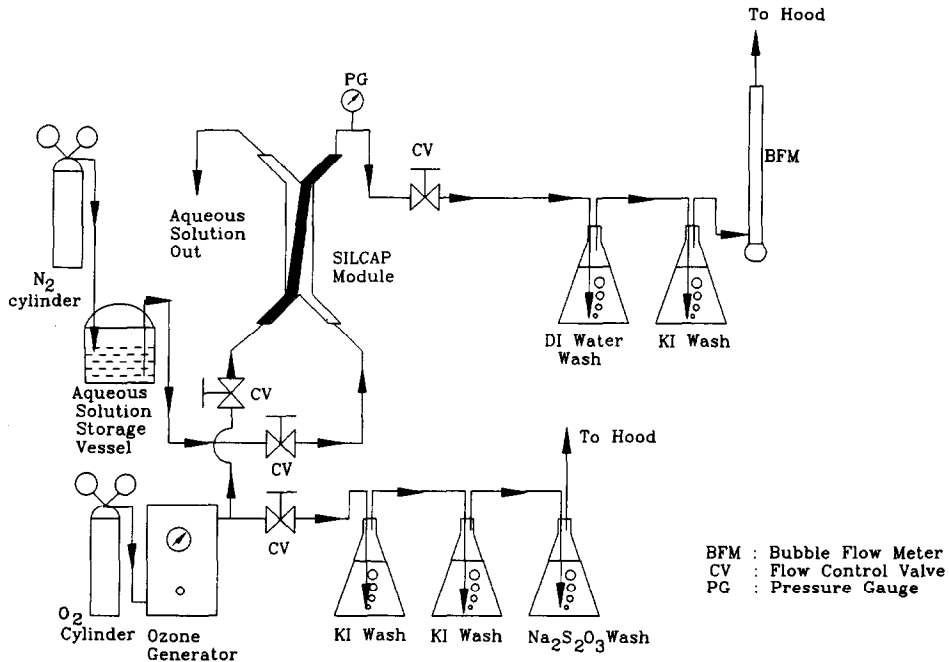 To Hood
PG
CV
BFM
Aqueous
Solution
Out
SILCAP
Module
N2
cylinder
DI Water
Wash
KI Wash
CV
Aqueous
Solution
Storage
Vessel
CV
To Hood
CV
O2
Cylinder
Ozone
Generator
KI Wash
KI Wash
Na2S2O3 Wash
BFM : Bubble Flow Meter
CV : Flow Control Valve
PG : Pressure Gauge